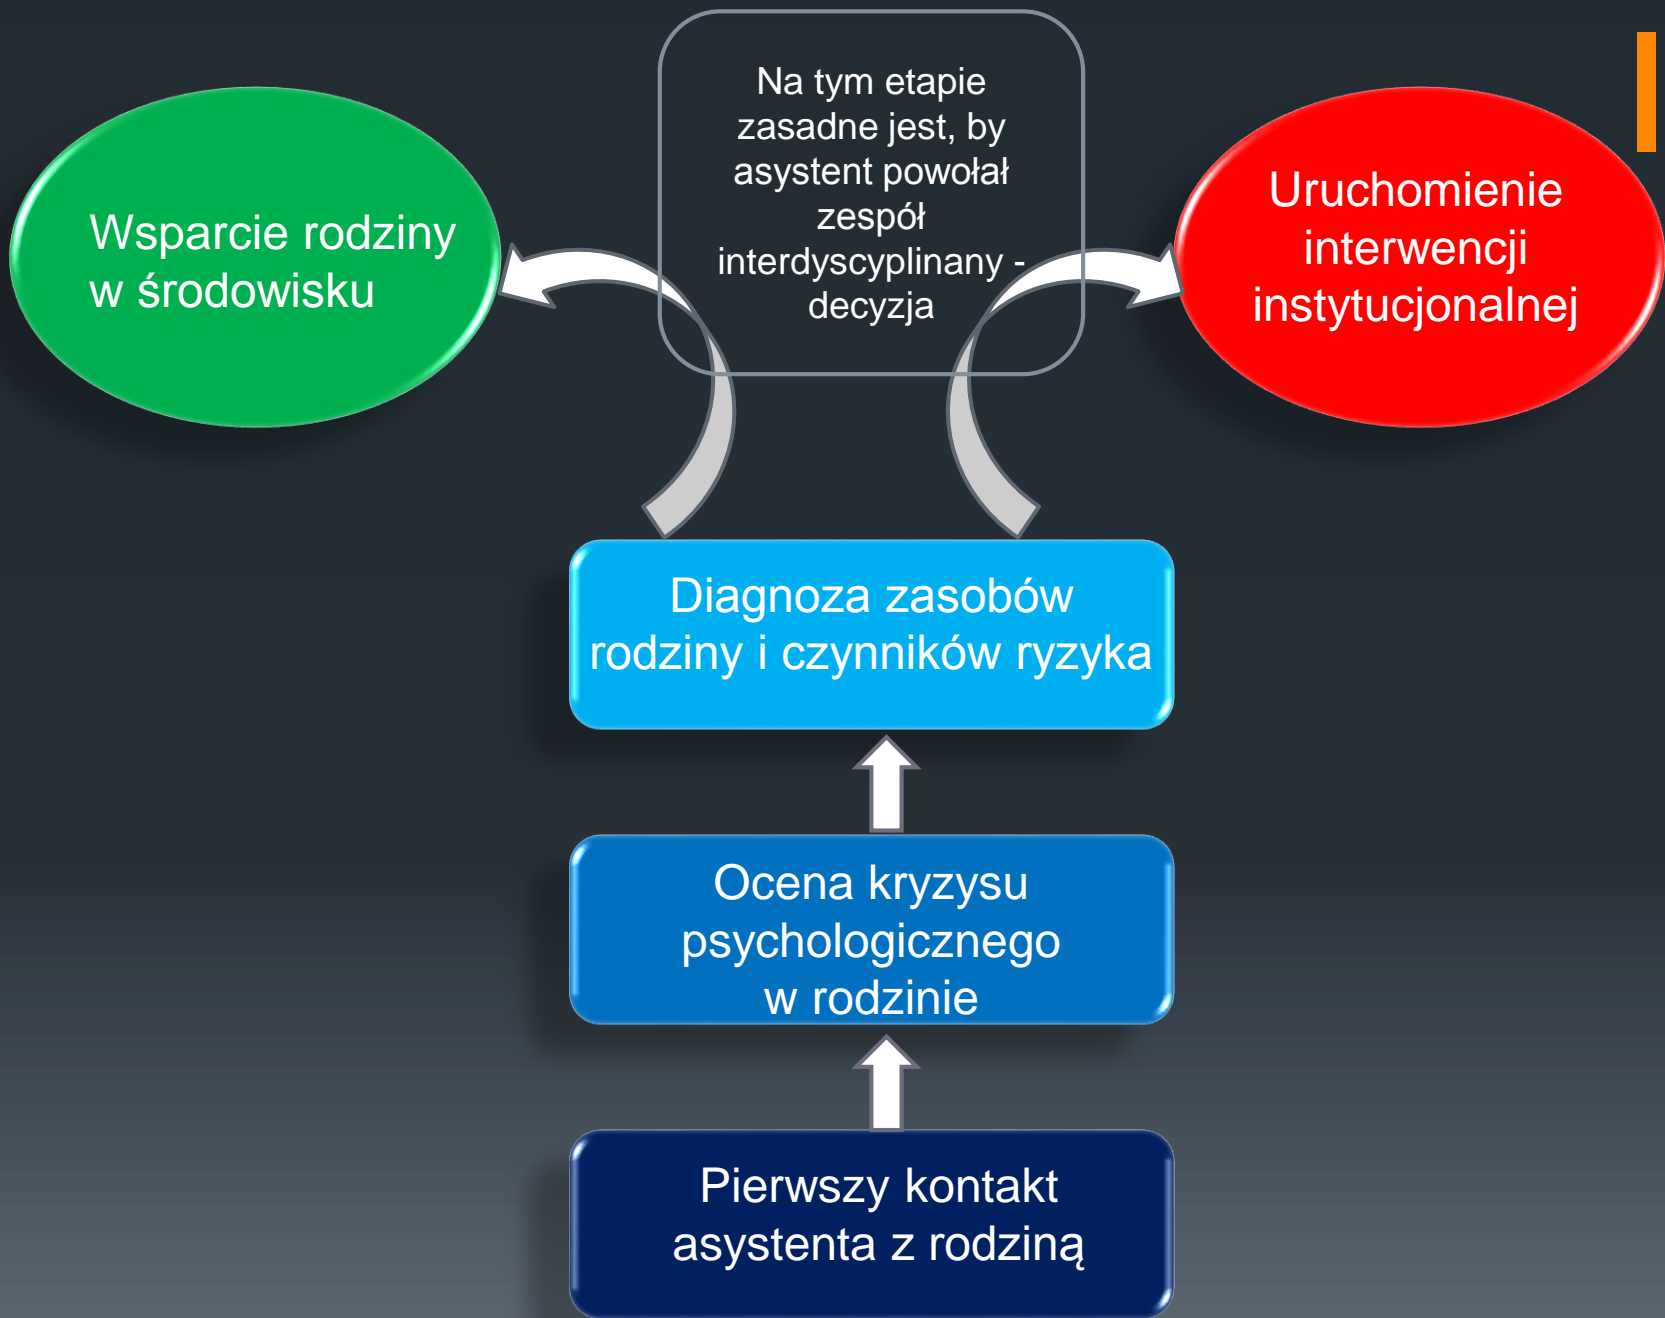 Na tym etapie
zasadne jest, by
asystent powołał
zespół
interdyscyplinany -
decyzja
Wsparcie rodziny
w środowisku
Uruchomienie
interwencji
instytucjonalnej
Diagnoza zasobów
rodziny i czynników ryzyka
Ocena kryzysu
psychologicznego
w rodzinie
Pierwszy kontakt
asystenta z rodziną